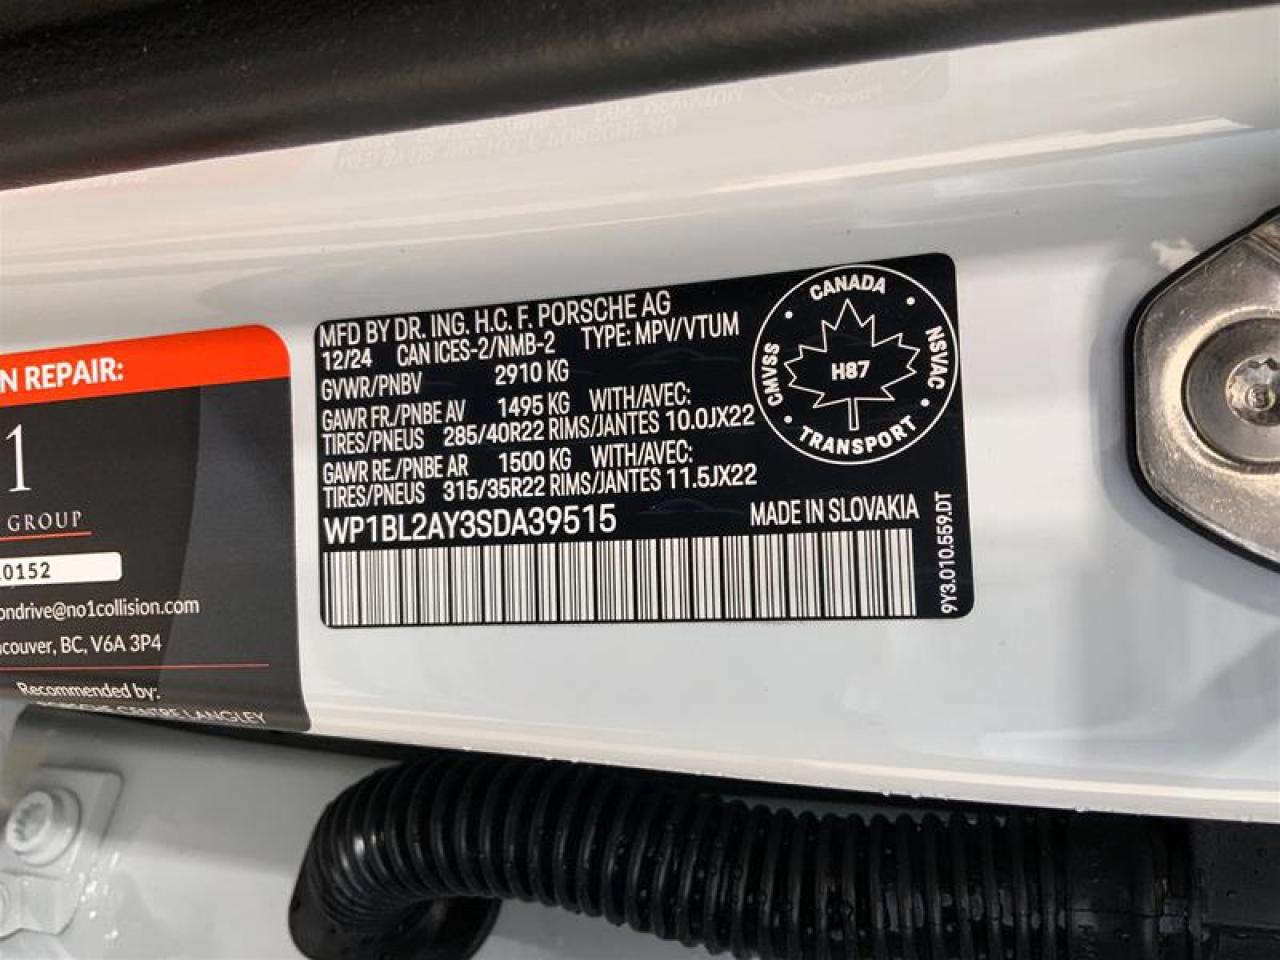 N REPAIR:
1
GROUP
0152
ondrive@no1collision.com
couver, BC, V6A 3P4
Recommended by:
PORSCHE CENTRE LANGLEY
MFD BY DR. ING. H.C. F. PORSCHE AG
12/24 CAN ICES-2/NMB-2 TYPE: MPV/VTUM
GVWR/PNBV 2910 KG
GAWR FR./PNBE AV 1495 KG WITH/AVEC:
TIRES/PNEUS 285/40R22 RIMS/JANTES 10.0JX22
GAWR RE./PNBE AR 1500 KG WITH/AVEC:
TIRES/PNEUS 315/35R22 RIMS/JANTES 11.5JX22
WP1BL2AY3SDA39515 MADE IN SLOVAKIA
CANADA
NSVAC
TRANSPORT
CMVSS
H87
9Y3.010.559.DT